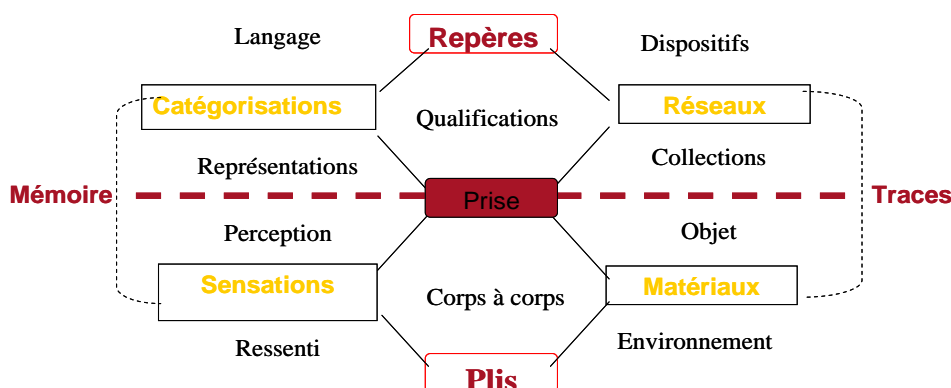 Langage
Repères
Dispositifs
Catégorisations
Réseaux
Qualifications
Représentations
Collections
Mémoire
Prise
Traces
Perception
Objet
Sensations
Corps à corps
Matériaux
Ressenti
Environnement
Plis